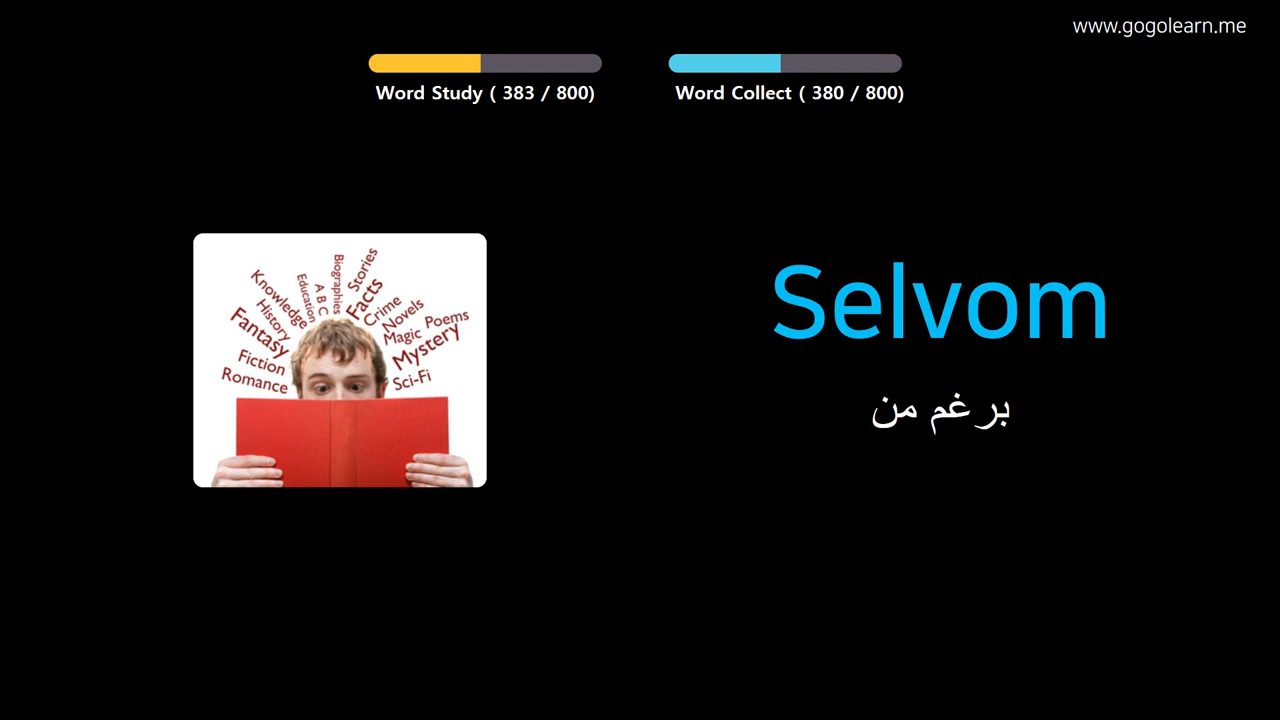 www.gogolearn.me
Word Study ( 383 / 800)
Word Collect ( 380 / 800)
Stories
Biographies
Facts
A B C
Education
Knowledge
History
Fantasy
Fiction
Romance
Crime
Novels
Magic
Poems
Mystery
Sci-Fi
Selvom
برغم من